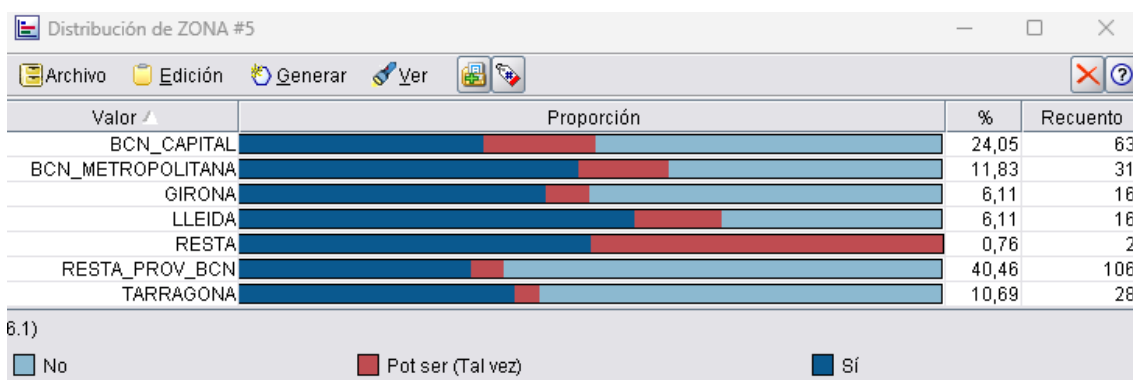 Distribución de ZONA #5
Archivo Edición Generar Ver
Valor Proporción % Recuento
BCN_CAPITAL 24,05 63
BCN_METROPOLITANA 11,83 31
GIRONA 6,11 16
LLEIDA 6,11 16
RESTA 0,76 2
RESTA_PROV_BCN 40,46 106
TARRAGONA 10,69 28
6.1)
No Pot ser (Tal vez) Sí